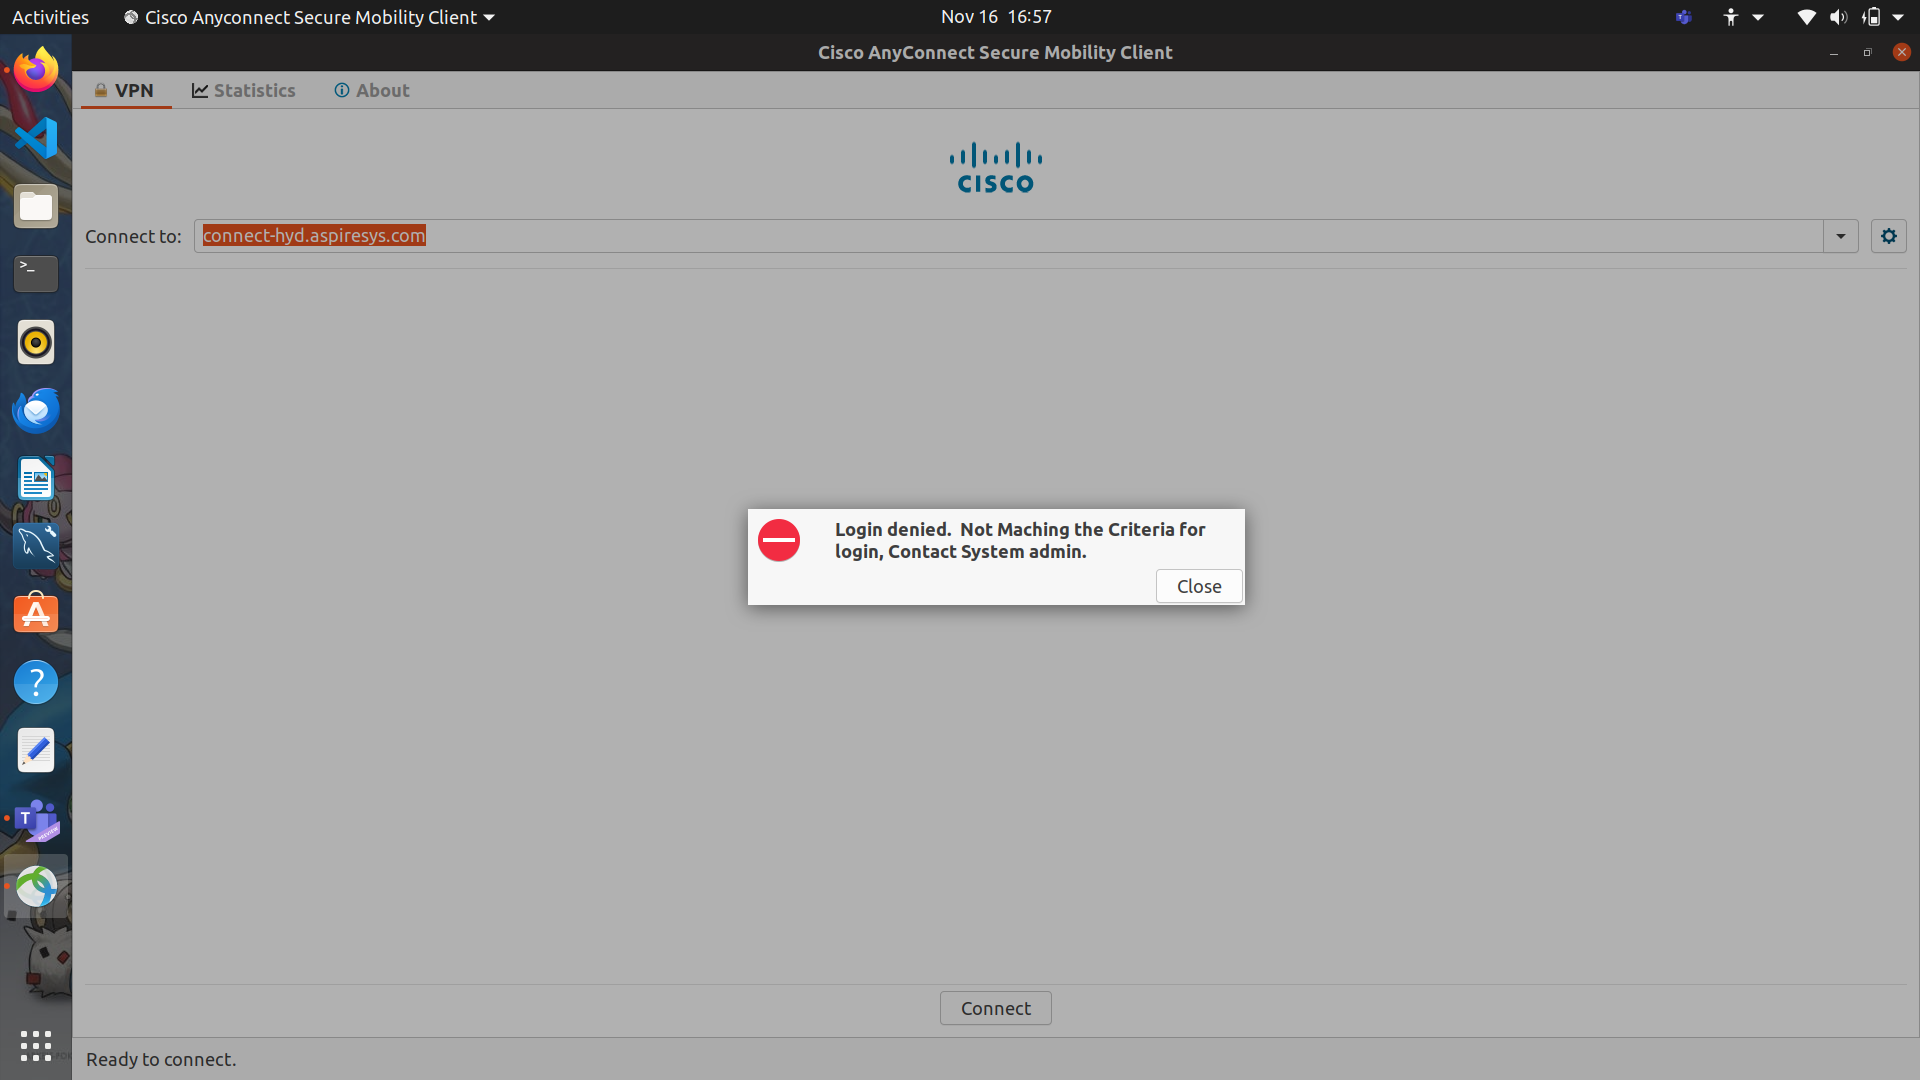 Activities
Cisco Anyconnect Secure Mobility Client
Nov 16 16:57
Cisco AnyConnect Secure Mobility Client
VPN
Statistics
About
CISCO
Connect to:
connect-hyd.aspiresys.com
Login denied. Not Maching the Criteria for
login, Contact System admin.
Close
Connect
Ready to connect.